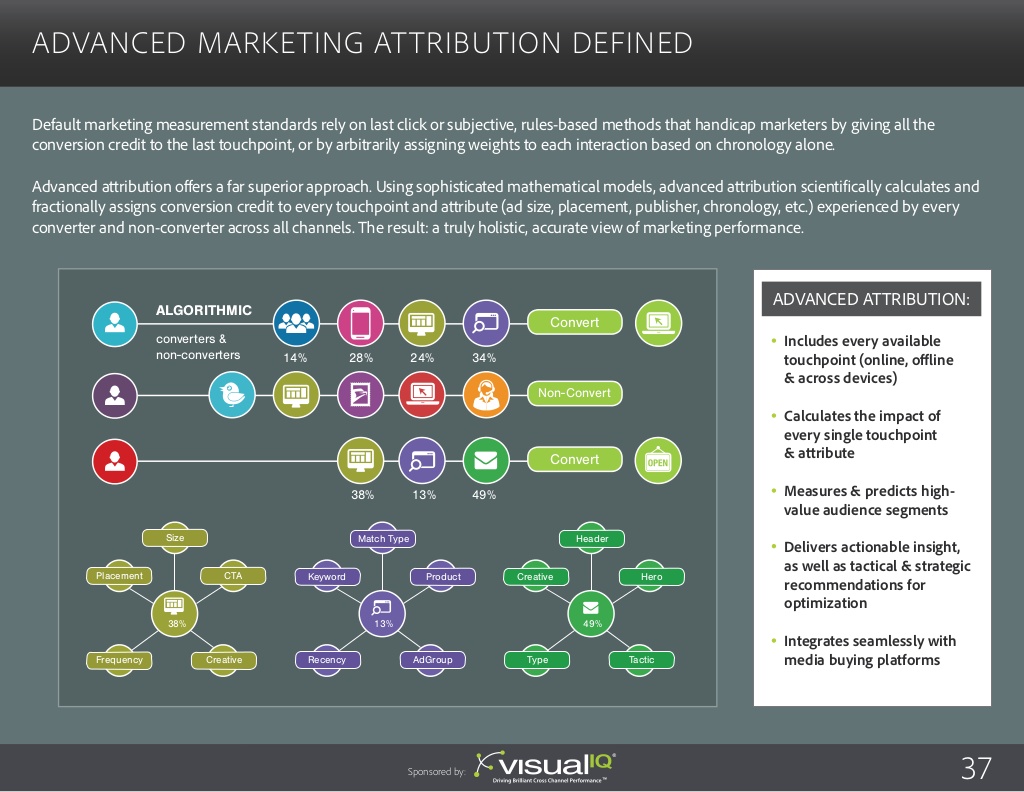 ADVANCED MARKETING ATTRIBUTION DEFINED
Default marketing measurement standards rely on last click or subjective, rules-based methods that handicap marketers by giving all the
conversion credit to the last touchpoint, or by arbitrarily assigning weights to each interaction based on chronology alone.
Advanced attribution offers a far superior approach. Using sophisticated mathematical models, advanced attribution scientifically calculates and
fractionally assigns conversion credit to every touchpoint and attribute (ad size, placement, publisher, chronology, etc.) experienced by every
converter and non-converter across all channels. The result: a truly holistic, accurate view of marketing performance.
ALGORITHMIC
converters &
non-converters
14% 28% 24% 34%
Convert
Non-Convert
Convert
OPEN
38% 13% 49%
Size
Placement CTA
38%
Frequency Creative
Match Type
Keyword Product
13%
Recency AdGroup
Header
Creative Hero
49%
Type Tactic
ADVANCED ATTRIBUTION:
• Includes every available
touchpoint (online, offline
& across devices)
• Calculates the impact of
every single touchpoint
& attribute
• Measures & predicts high-
value audience segments
• Delivers actionable insight,
as well as tactical & strategic
recommendations for
optimization
• Integrates seamlessly with
media buying platforms
Sponsored by: visualIQ®
Driving Brilliant Cross Channel Performance™
37